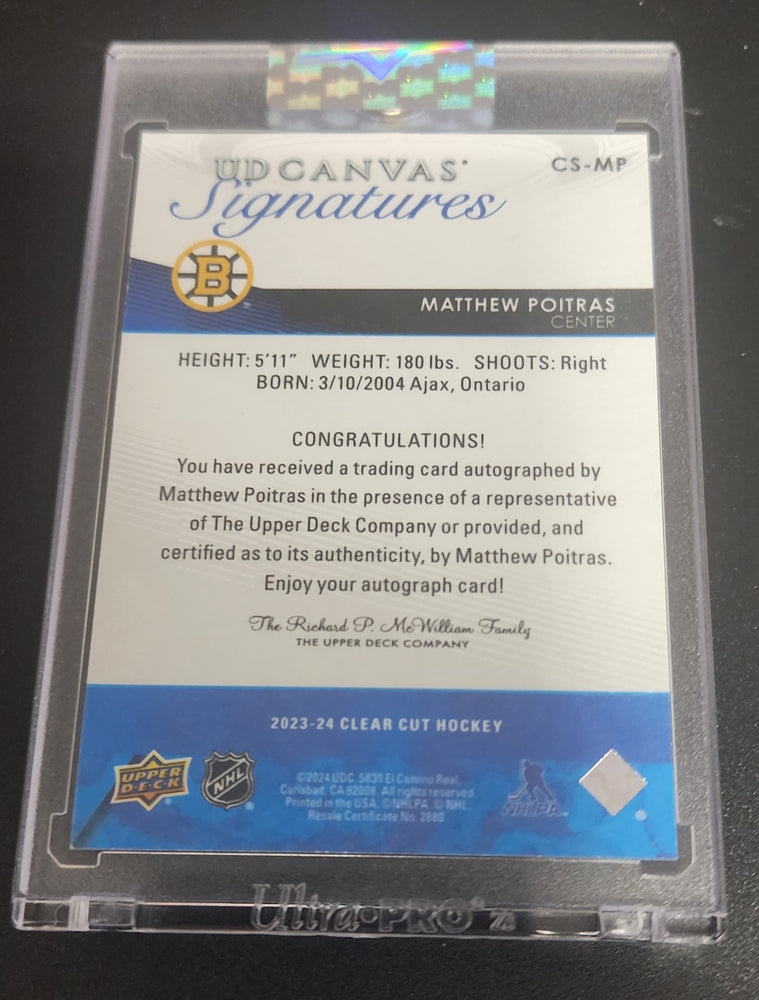 UD CANVAS
CS-MP
Signatures
B
MATTHEW POITRAS
CENTER
HEIGHT: 5'11" WEIGHT: 180 lbs. SHOOTS: Right
BORN: 3/10/2004 Ajax, Ontario
CONGRATULATIONS!
You have received a trading card autographed by
Matthew Poitras in the presence of a representative
of The Upper Deck Company or provided, and
certified as to its authenticity, by Matthew Poitras.
Enjoy your autograph card!
The Richard P. McWilliam Family
THE UPPER DECK COMPANY
2023-24 CLEAR CUT HOCKEY
UPPER
D·E·C·K
NHL
©2024 UDC. 5830 El Camino Real,
Carlsbad, CA 92008. All rights reserved.
Printed in the USA. ©NHLPA. ©NHL.
Resale Certificate No. 2880
NHLPA
Ultra·PRO®